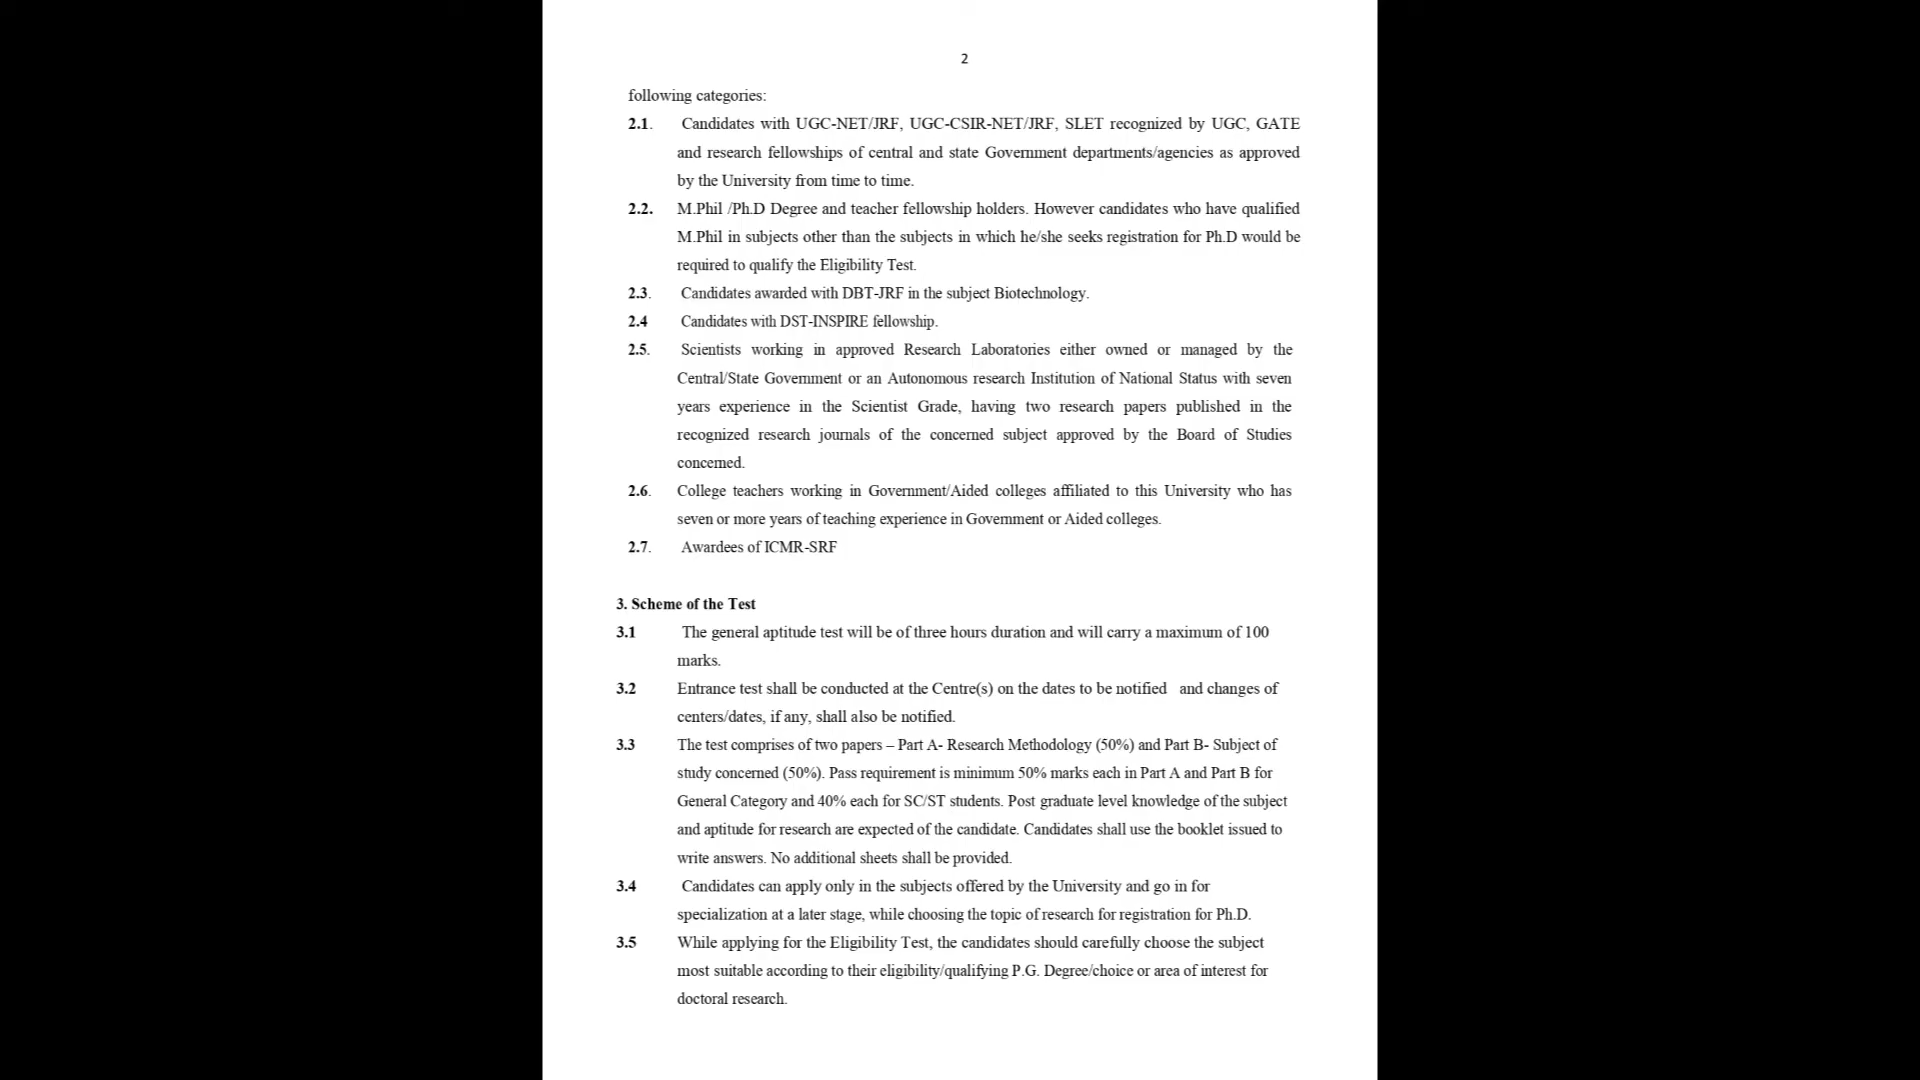 2
following categories:
2.1. Candidates with UGC-NET/JRF, UGC-CSIR-NET/JRF, SLET recognized by UGC, GATE
and research fellowships of central and state Government departments/agencies as approved
by the University from time to time.
2.2. M.Phil /Ph.D Degree and teacher fellowship holders. However candidates who have qualified
M.Phil in subjects other than the subjects in which he/she seeks registration for Ph.D would be
required to qualify the Eligibility Test.
2.3. Candidates awarded with DBT-JRF in the subject Biotechnology.
2.4 Candidates with DST-INSPIRE fellowship.
2.5. Scientists working in approved Research Laboratories either owned or managed by the
Central/State Government or an Autonomous research Institution of National Status with seven
years experience in the Scientist Grade, having two research papers published in the
recognized research journals of the concerned subject approved by the Board of Studies
concerned.
2.6. College teachers working in Government/Aided colleges affiliated to this University who has
seven or more years of teaching experience in Government or Aided colleges.
2.7. Awardees of ICMR-SRF
3. Scheme of the Test
3.1 The general aptitude test will be of three hours duration and will carry a maximum of 100
marks.
3.2 Entrance test shall be conducted at the Centre(s) on the dates to be notified and changes of
centers/dates, if any, shall also be notified.
3.3 The test comprises of two papers – Part A- Research Methodology (50%) and Part B- Subject of
study concerned (50%). Pass requirement is minimum 50% marks each in Part A and Part B for
General Category and 40% each for SC/ST students. Post graduate level knowledge of the subject
and aptitude for research are expected of the candidate. Candidates shall use the booklet issued to
write answers. No additional sheets shall be provided.
3.4 Candidates can apply only in the subjects offered by the University and go in for
specialization at a later stage, while choosing the topic of research for registration for Ph.D.
3.5 While applying for the Eligibility Test, the candidates should carefully choose the subject
most suitable according to their eligibility/qualifying P.G. Degree/choice or area of interest for
doctoral research.